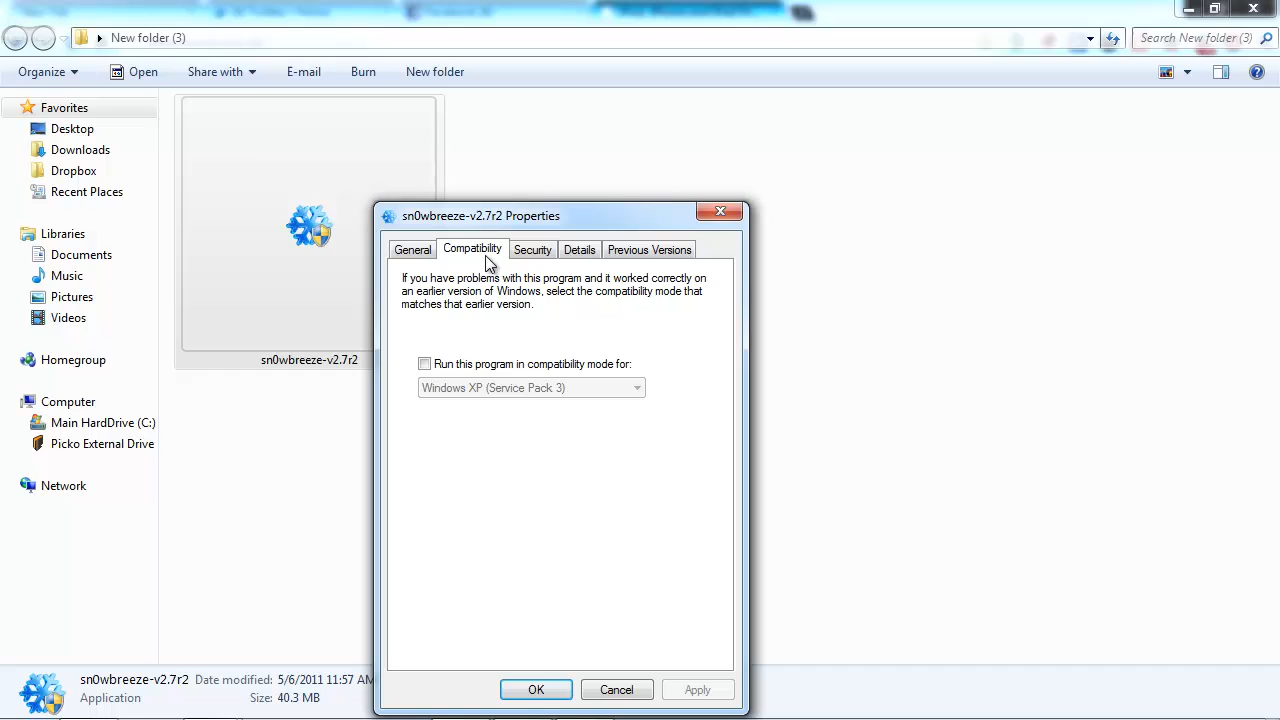 New folder (3)
Search New folder (3)
Organize
Open
Share with
E-mail
Burn
New folder
Favorites
Desktop
Downloads
Dropbox
Recent Places
Libraries
Documents
Music
Pictures
Videos
Homegroup
Computer
Main HardDrive (C:)
Picko External Drive
Network
sn0wbreeze-v2.7r2
sn0wbreeze-v2.7r2 Properties
General
Compatibility
Security
Details
Previous Versions
If you have problems with this program and it worked correctly on
an earlier version of Windows, select the compatibility mode that
matches that earlier version.
Run this program in compatibility mode for:
Windows XP (Service Pack 3)
OK
Cancel
Apply
sn0wbreeze-v2.7r2 Date modified: 5/6/2011 11:57 AM
Application Size: 40.3 MB